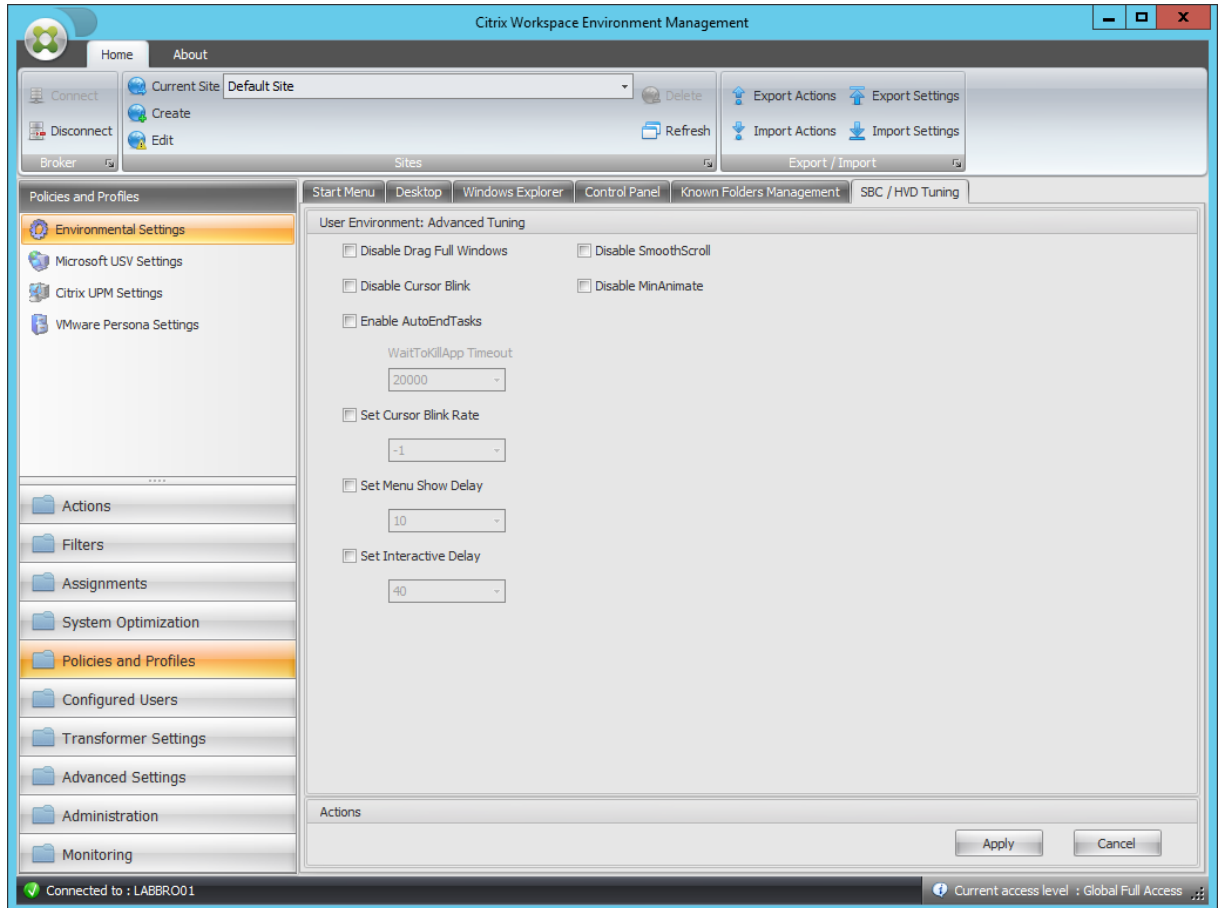 Citrix Workspace Environment Management
Home About
Connect
Disconnect
Broker
Current Site Default Site
Create
Edit
Delete
Refresh
Sites
Export Actions Export Settings
Import Actions Import Settings
Export / Import
Policies and Profiles
Environmental Settings
Microsoft USV Settings
Citrix UPM Settings
VMware Persona Settings
Actions
Filters
Assignments
System Optimization
Policies and Profiles
Configured Users
Transformer Settings
Advanced Settings
Administration
Monitoring
Start Menu Desktop Windows Explorer Control Panel Known Folders Management SBC / HVD Tuning
User Environment: Advanced Tuning
Disable Drag Full Windows Disable SmoothScroll
Disable Cursor Blink Disable MinAnimate
Enable AutoEndTasks
WaitToKillApp Timeout
20000
Set Cursor Blink Rate
-1
Set Menu Show Delay
10
Set Interactive Delay
40
Actions
Apply Cancel
Connected to : LABBRO01
Current access level : Global Full Access